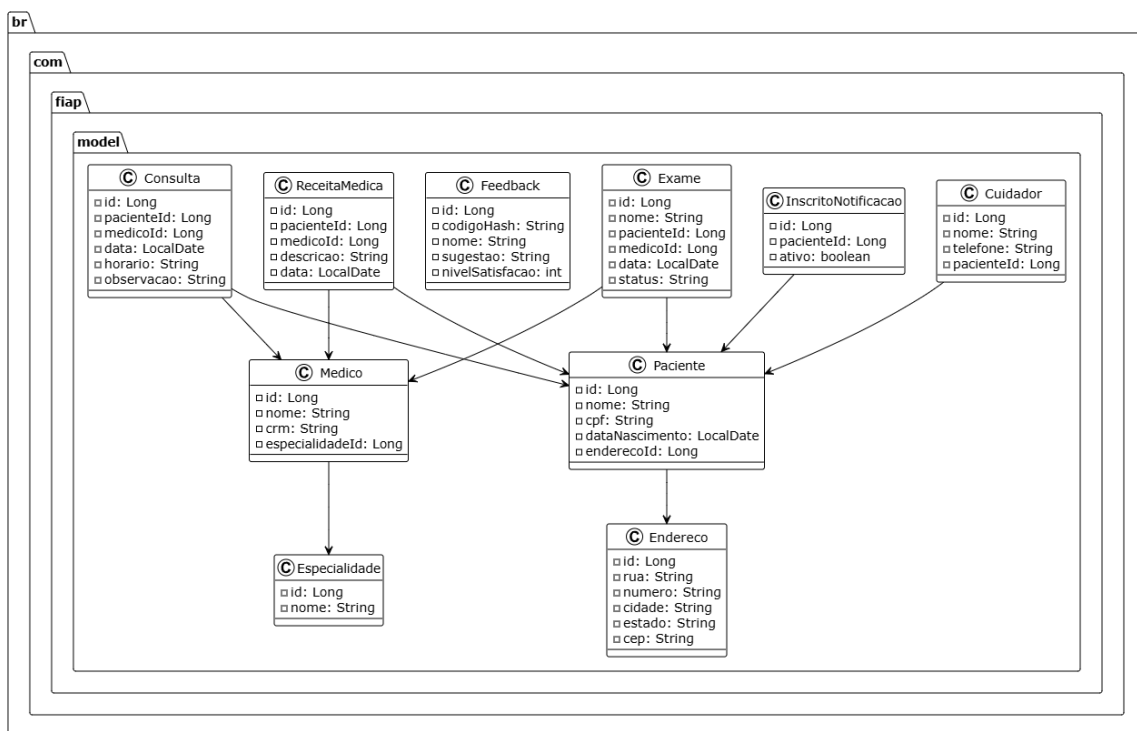 br
com
fiap
model
C Consulta
id: Long
pacienteId: Long
medicoId: Long
data: LocalDate
horario: String
observacao: String
C ReceitaMedica
id: Long
pacienteId: Long
medicoId: Long
descricao: String
data: LocalDate
C Feedback
id: Long
codigoHash: String
nome: String
sugestao: String
nivelSatisfacao: int
C Exame
id: Long
nome: String
pacienteId: Long
medicoId: Long
data: LocalDate
status: String
C InscritoNotificacao
id: Long
pacienteId: Long
ativo: boolean
C Cuidador
id: Long
nome: String
telefone: String
pacienteId: Long
C Medico
id: Long
nome: String
crm: String
especialidadeId: Long
C Paciente
id: Long
nome: String
cpf: String
dataNascimento: LocalDate
enderecoId: Long
C Especialidade
id: Long
nome: String
C Endereco
id: Long
rua: String
numero: String
cidade: String
estado: String
cep: String